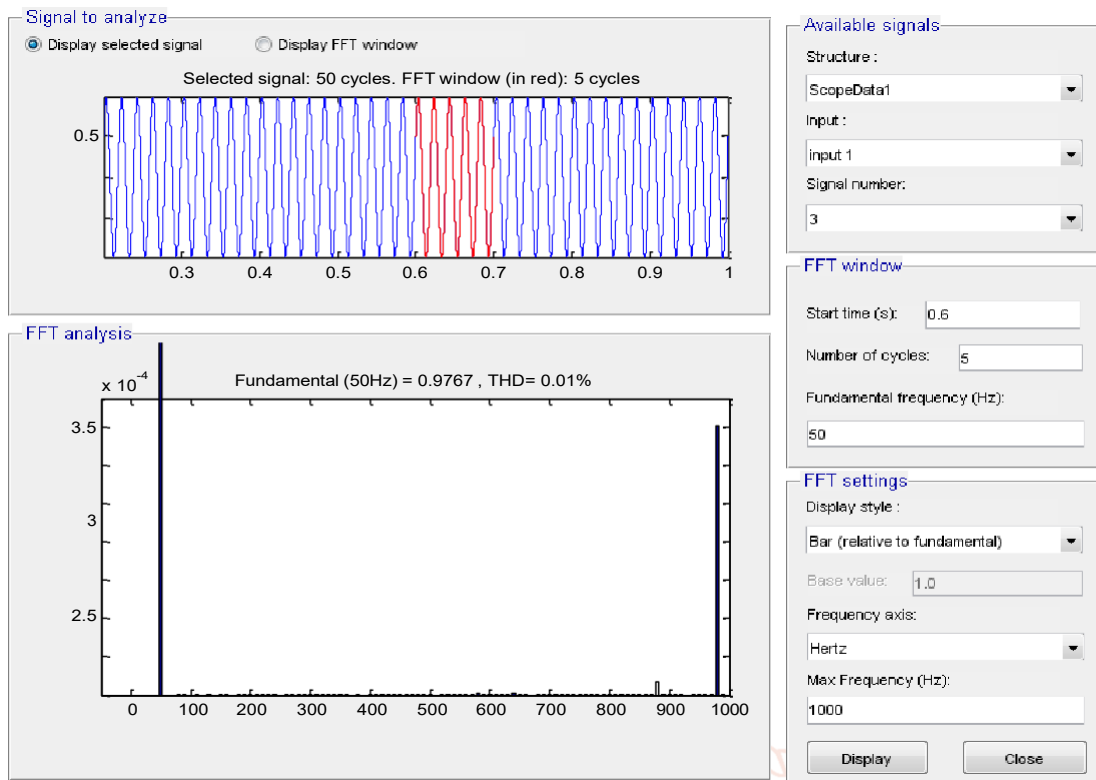 Signal to analyze
Display selected signal
Display FFT window
Selected signal: 50 cycles. FFT window (in red): 5 cycles
0.5
0.3 0.4 0.5 0.6 0.7 0.8 0.9 1
FFT analysis
x 10-4
Fundamental (50Hz) = 0.9767 , THD= 0.01%
3.5
3
2.5
0 100 200 300 400 500 600 700 800 900 1000
Available signals
Structure :
ScopeData1
Input :
input 1
Signal number:
3
FFT window
Start time (s): 0.6
Number of cycles: 5
Fundamental frequency (Hz):
50
FFT settings
Display style :
Bar (relative to fundamental)
Base value: 1.0
Frequency axis:
Hertz
Max Frequency (Hz):
1000
Display Close